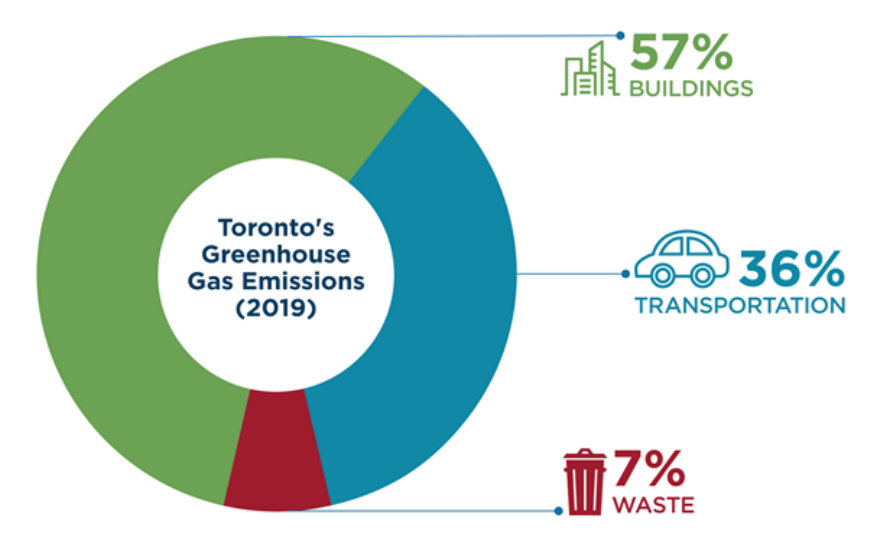 57%
BUILDINGS
Toronto's
Greenhouse
Gas Emissions
(2019)
36%
TRANSPORTATION
7%
WASTE